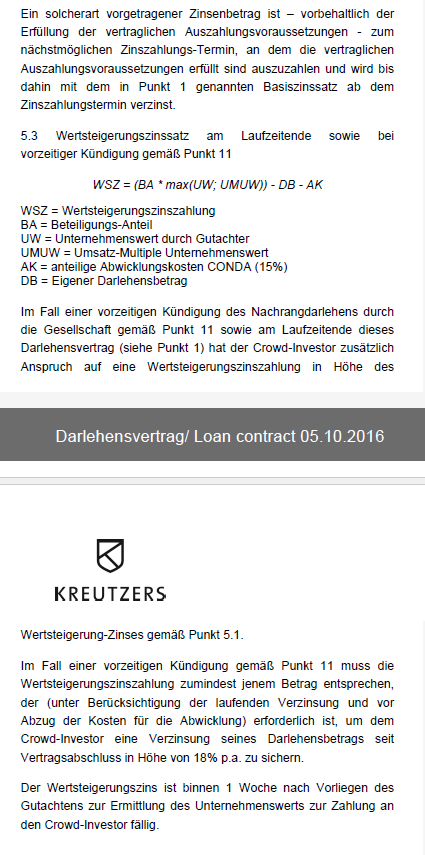 Ein solcherart vorgetragener Zinsenbetrag ist – vorbehaltlich der
Erfüllung der vertraglichen Auszahlungsvoraussetzungen - zum
nächstmöglichen Zinszahlungs-Termin, an dem die vertraglichen
Auszahlungsvoraussetzungen erfüllt sind auszuzahlen und wird bis
dahin mit dem in Punkt 1 genannten Basiszinssatz ab dem
Zinszahlungstermin verzinst.
5.3 Wertsteigerungszinssatz am Laufzeitende sowie bei
vorzeitiger Kündigung gemäß Punkt 11
WSZ = (BA * max(UW; UMUW)) - DB - AK
WSZ = Wertsteigerungszinszahlung
BA = Beteiligungs-Anteil
UW = Unternehmenswert durch Gutachter
UMUW = Umsatz-Multiple Unternehmenswert
AK = anteilige Abwicklungskosten CONDA (15%)
DB = Eigener Darlehensbetrag
Im Fall einer vorzeitigen Kündigung des Nachrangdarlehens durch
die Gesellschaft gemäß Punkt 11 sowie am Laufzeitende dieses
Darlehensvertrag (siehe Punkt 1) hat der Crowd-Investor zusätzlich
Anspruch auf eine Wertsteigerungszinszahlung in Höhe des
Darlehensvertrag/ Loan contract 05.10.2016
KREUTZERS
Wertsteigerung-Zinses gemäß Punkt 5.1.
Im Fall einer vorzeitigen Kündigung gemäß Punkt 11 muss die
Wertsteigerungszinszahlung zumindest jenem Betrag entsprechen,
der (unter Berücksichtigung der laufenden Verzinsung und vor
Abzug der Kosten für die Abwicklung) erforderlich ist, um dem
Crowd-Investor eine Verzinsung seines Darlehensbetrags seit
Vertragsabschluss in Höhe von 18% p.a. zu sichern.
Der Wertsteigerungszins ist binnen 1 Woche nach Vorliegen des
Gutachtens zur Ermittlung des Unternehmenswerts zur Zahlung an
den Crowd-Investor fällig.